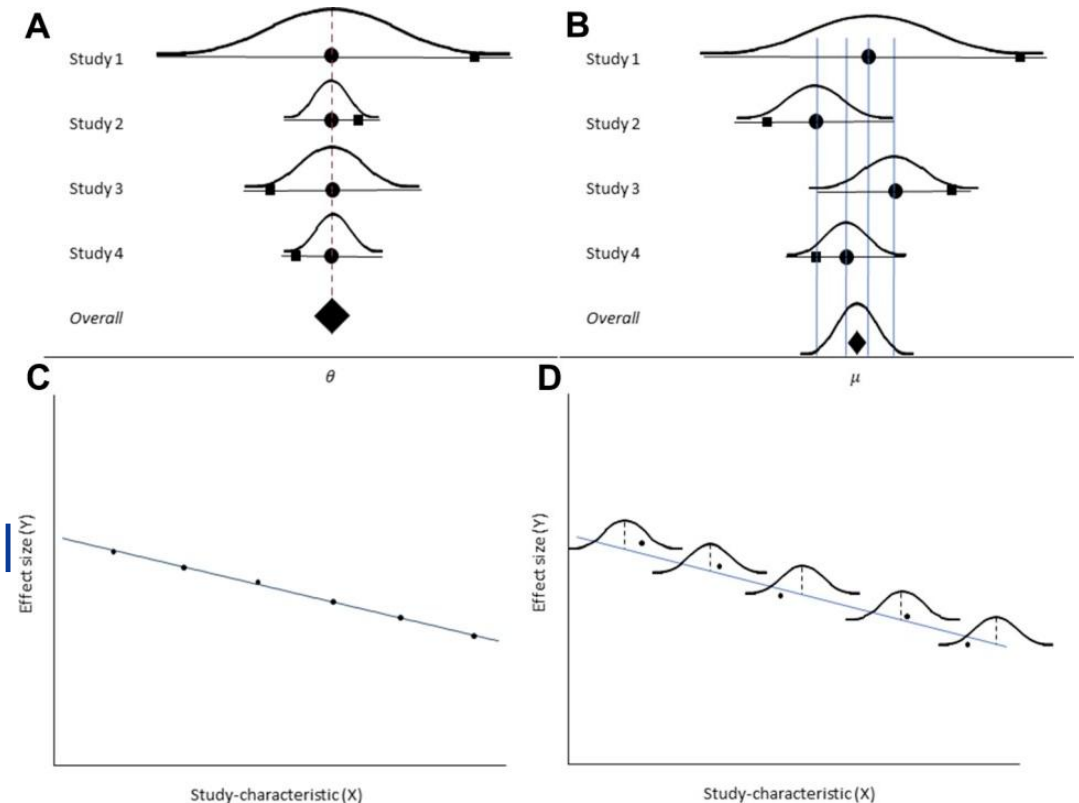 A
Study 1
Study 2
Study 3
Study 4
Overall
θ
B
Study 1
Study 2
Study 3
Study 4
Overall
μ
C
Effect size (Y)
Study-characteristic (X)
D
Effect size (Y)
Study-characteristic (X)